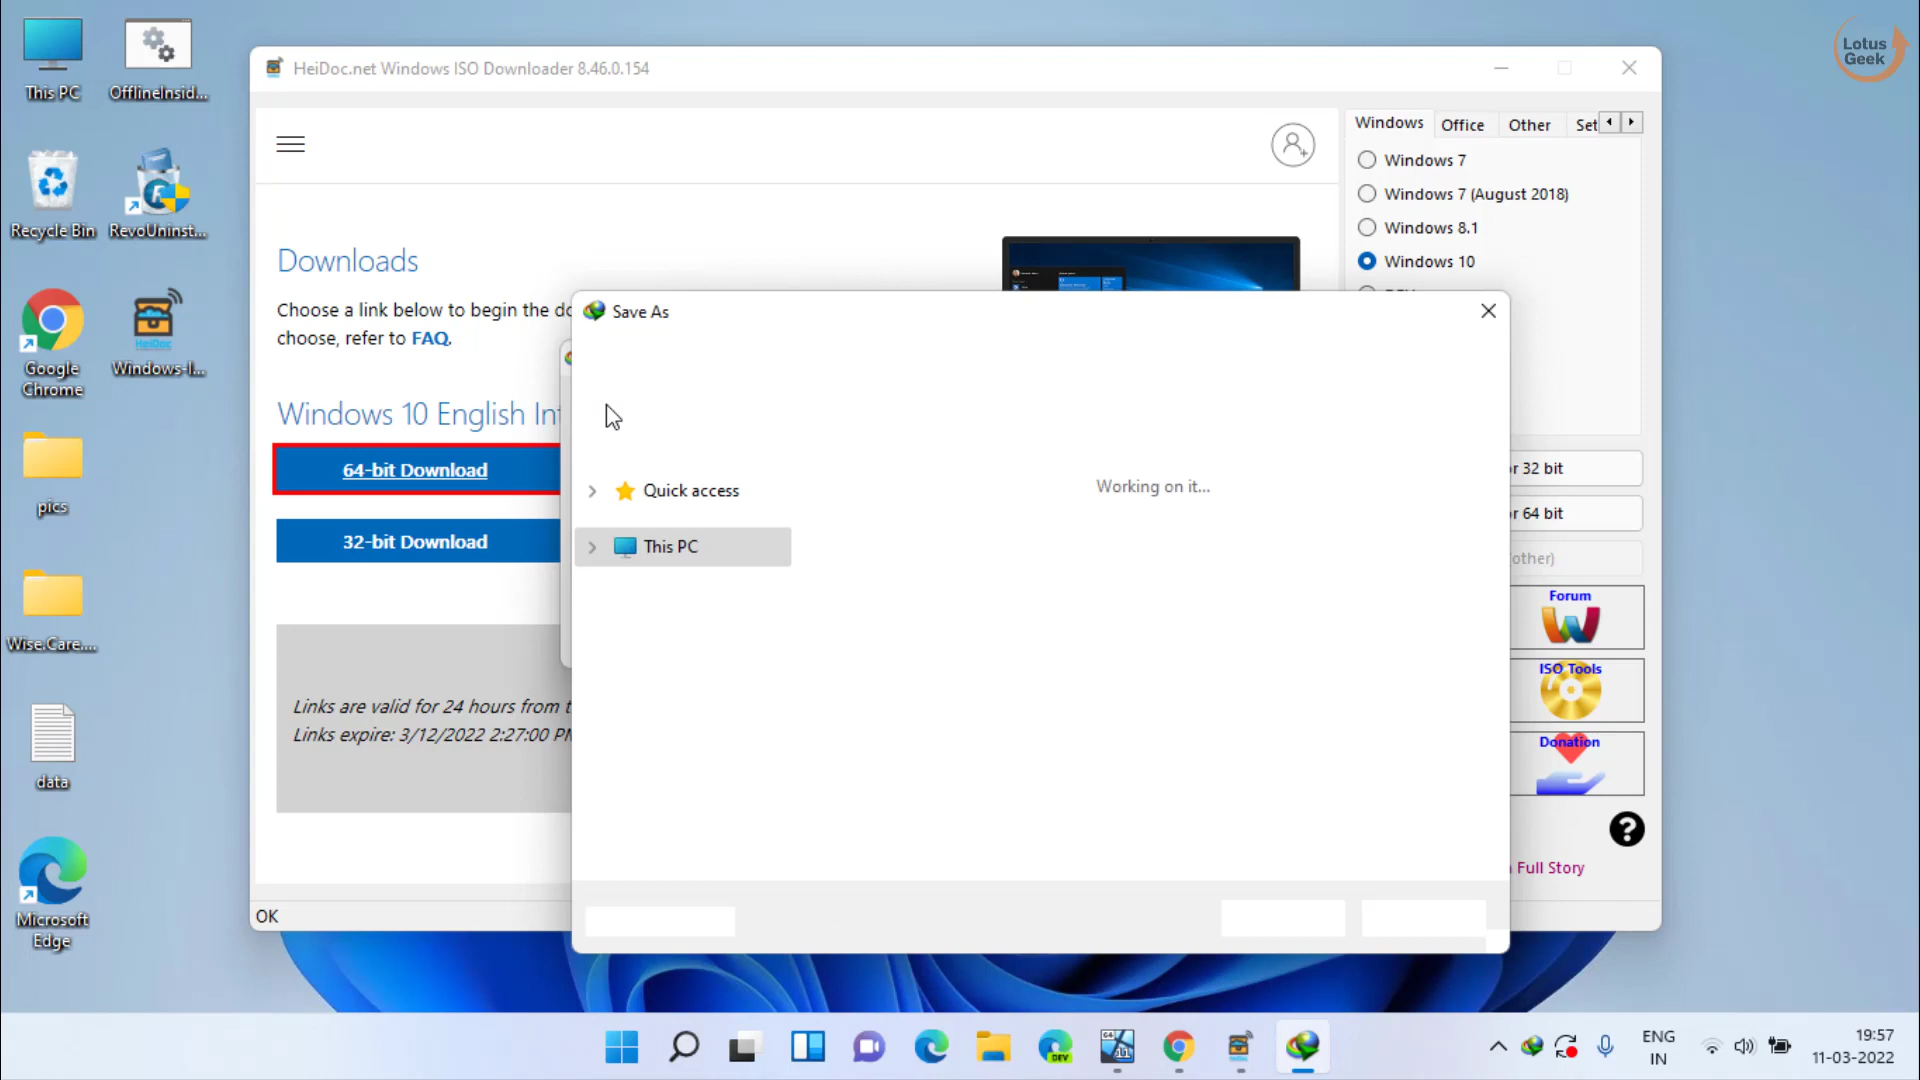 This PC
OfflineInsid...
Recycle Bin
RevoUninst...
Google
Chrome
HeiDoc
Windows-I...
pics
Wise.Care....
data
Microsoft
Edge
HeiDoc.net Windows ISO Downloader 8.46.0.154
Downloads
Choose a link below to begin the do
choose, refer to FAQ.
Windows 10 English Int
64-bit Download
32-bit Download
Links are valid for 24 hours from t
Links expire: 3/12/2022 2:27:00 PM
OK
Windows
Office
Other
Set
Windows 7
Windows 7 (August 2018)
Windows 8.1
Windows 10
Save As
Quick access
This PC
Working on it...
r 32 bit
r 64 bit
other)
Forum
ISO Tools
Donation
?
Full Story
Lotus
Geek
DEV
11
ENG
IN
19:57
11-03-2022